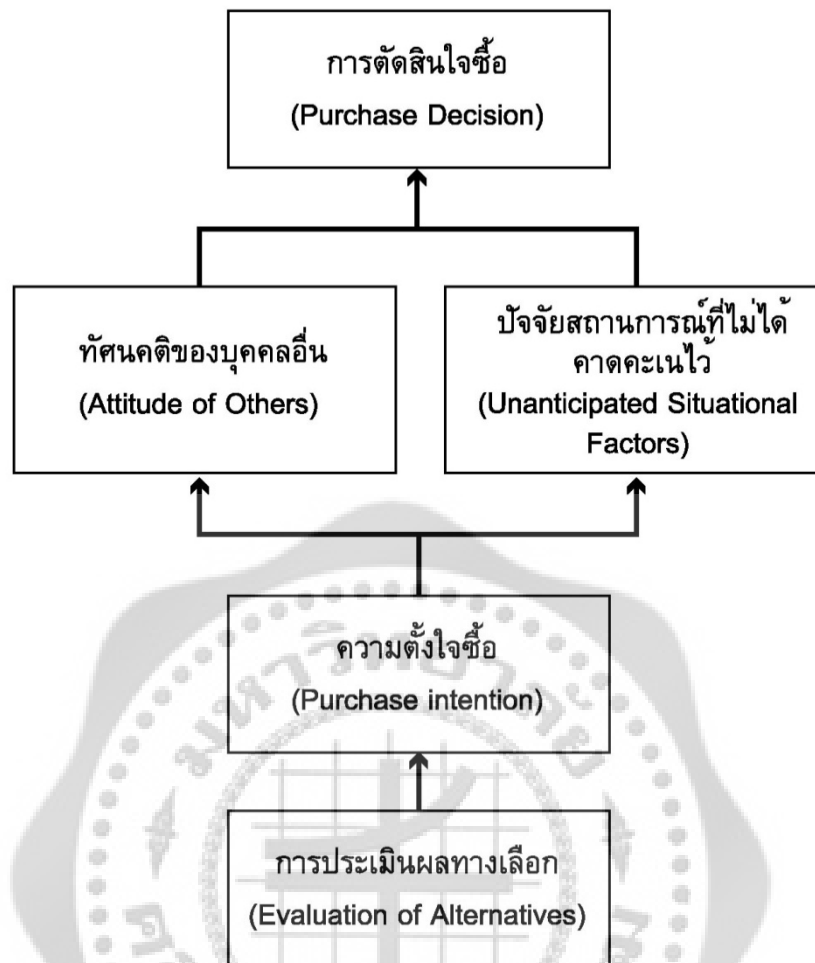 การตัดสินใจซื้อ
(Purchase Decision)
ทัศนคติของบุคคลอื่น
(Attitude of Others)
ปัจจัยสถานการณ์ที่ไม่ได้
คาดคะเนไว้
(Unanticipated Situational
Factors)
ความตั้งใจซื้อ
(Purchase intention)
การประเมินผลทางเลือก
(Evaluation of Alternatives)